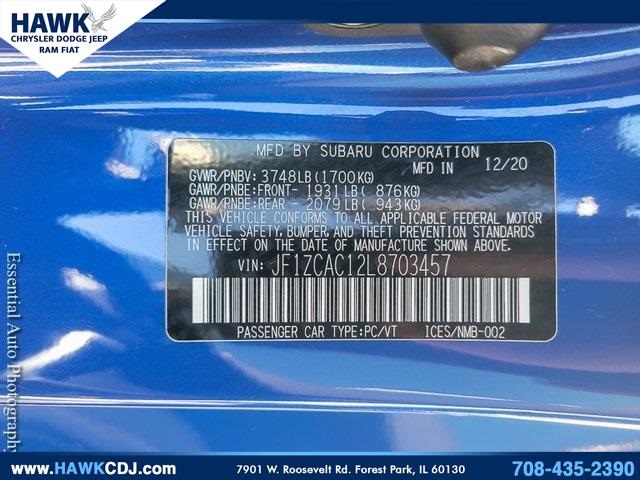 HAWK
CHRYSLER DODGE JEEP
RAM FIAT
MFD BY SUBARU CORPORATION
MFD IN 12/20
GVWR/PNBV: 3748LB(1700KG)
GAWR/PNBE:FRONT- 1931LB( 876KG)
GAWR/PNBE:REAR 2079LB( 943KG)
THIS VEHICLE CONFORMS TO ALL APPLICABLE FEDERAL MOTOR
VEHICLE SAFETY, BUMPER, AND THEFT PREVENTION STANDARDS
IN EFFECT ON THE DATE OF MANUFACTURE SHOWN ABOVE.
VIN: JF1ZCAC12L8703457
PASSENGER CAR TYPE:PC/VT ICES/NMB-002
Essential Auto Photography
www.HAWKCDJ.com
7901 W. Roosevelt Rd. Forest Park, IL 60130
708-435-2390